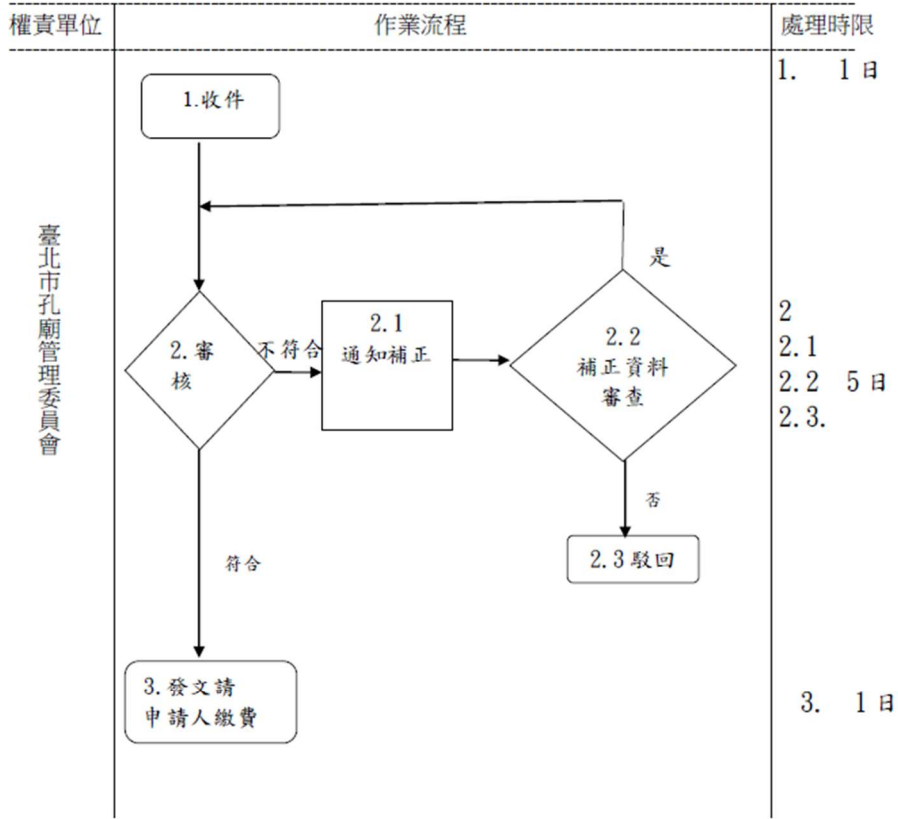 權責單位
作業流程
處理時限
1. 1日
1.收件
臺北市孔廟管理委員會
是
2.審
核
不符合
2.1
通知補正
2.2
補正資料
審查
2
2.1
2.2 5日
2.3.
否
2.3駁回
符合
3.發文請
申請人繳費
3. 1日